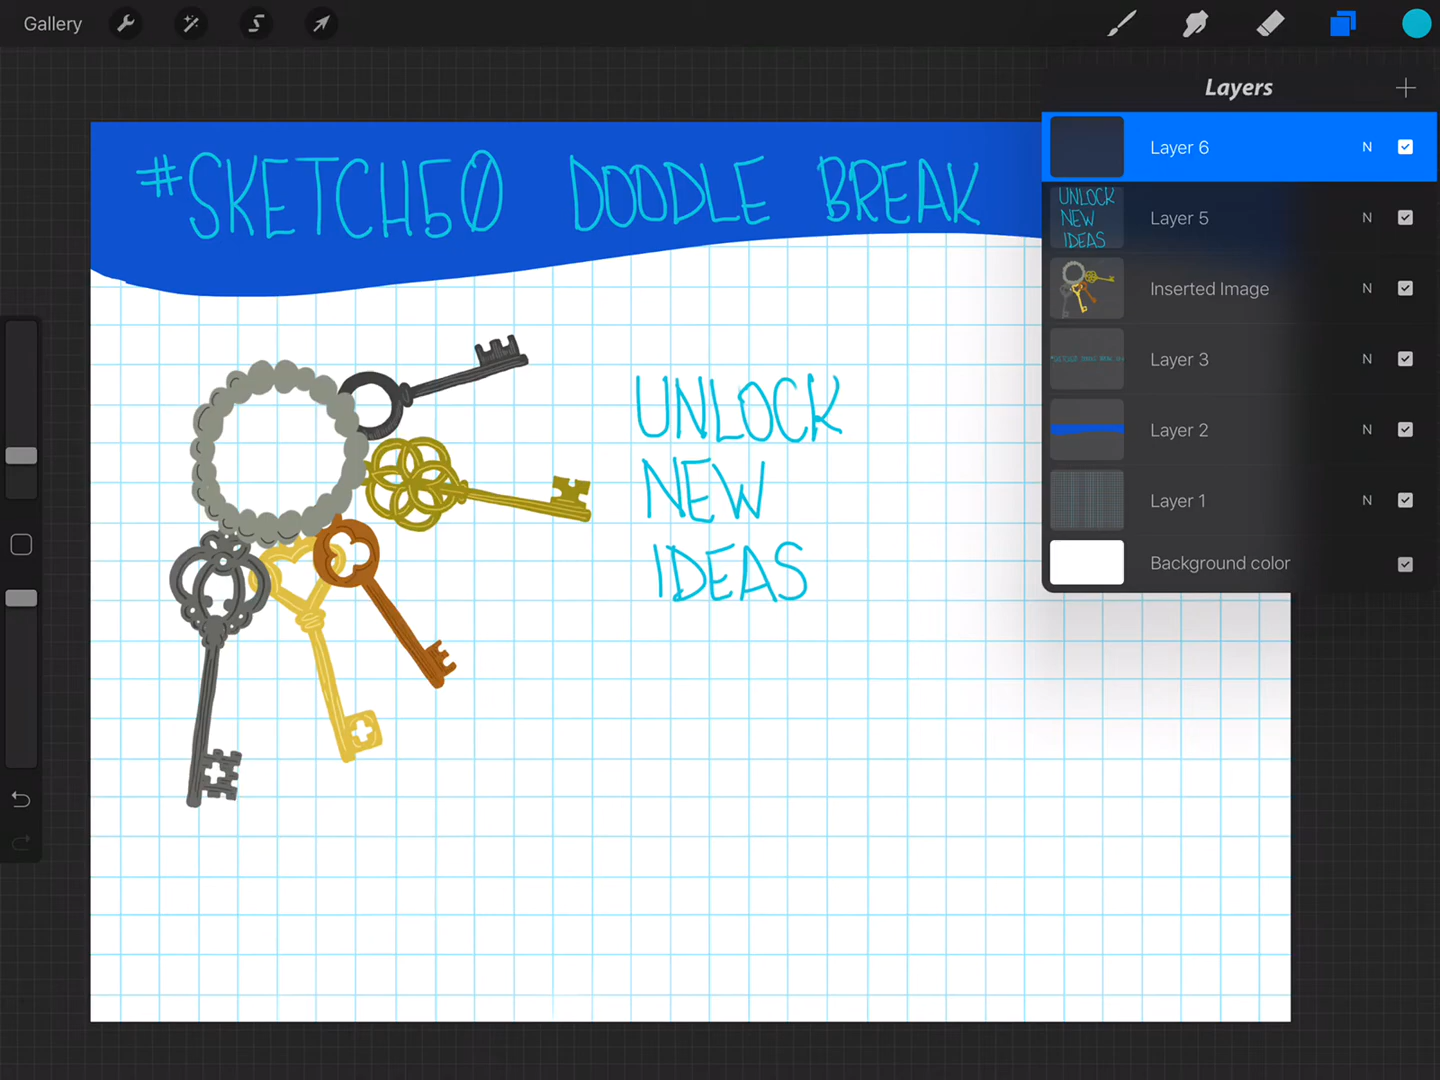 Gallery
Layers
#SKETCH50 DOODLE BREAK
Layer 6 N
UNLOCK
NEW
IDEAS
Layer 5 N
Inserted Image N
Layer 3 N
Layer 2 N
Layer 1 N
Background color
UNLOCK
NEW
IDEAS